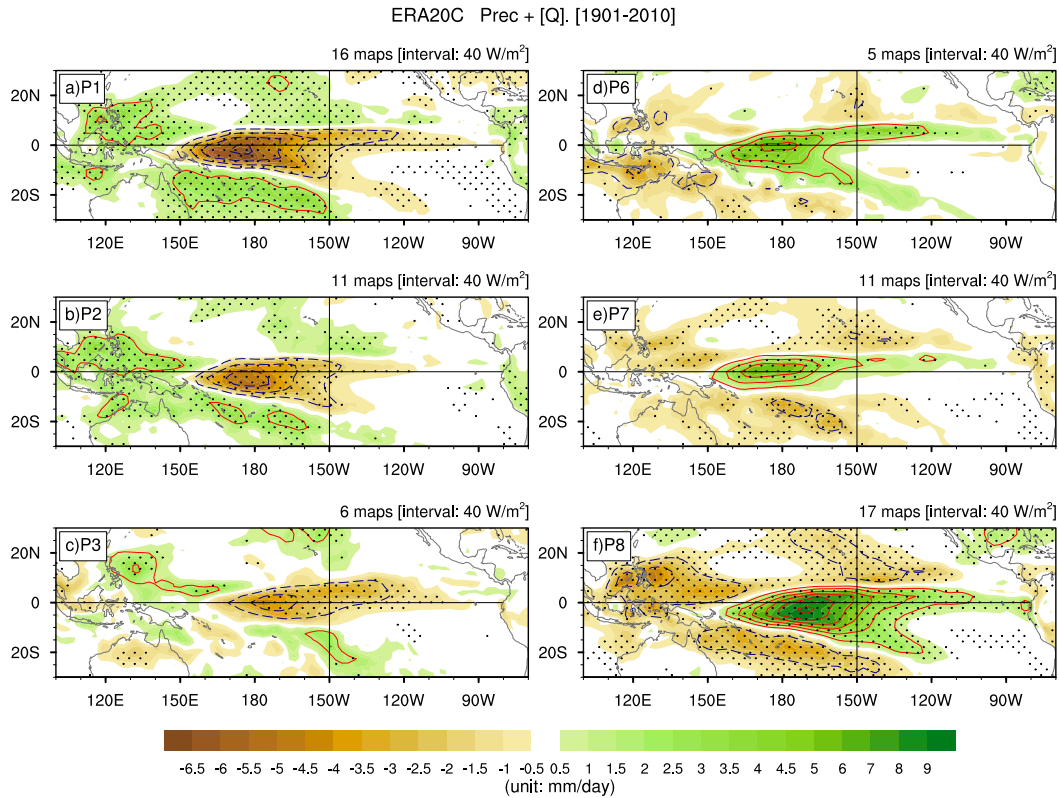 ERA20C Prec + [Q]. [1901-2010]
16 maps [interval: 40 W/m²]
a)P1
20N
0
20S
120E 150E 180 150W 120W 90W
5 maps [interval: 40 W/m²]
d)P6
20N
0
20S
120E 150E 180 150W 120W 90W
11 maps [interval: 40 W/m²]
b)P2
20N
0
20S
120E 150E 180 150W 120W 90W
11 maps [interval: 40 W/m²]
e)P7
20N
0
20S
120E 150E 180 150W 120W 90W
6 maps [interval: 40 W/m²]
c)P3
20N
0
20S
120E 150E 180 150W 120W 90W
17 maps [interval: 40 W/m²]
f)P8
20N
0
20S
120E 150E 180 150W 120W 90W
-6.5 -6 -5.5 -5 -4.5 -4 -3.5 -3 -2.5 -2 -1.5 -1 -0.5 0.5 1 1.5 2 2.5 3 3.5 4 4.5 5 6 7 8 9
(unit: mm/day)